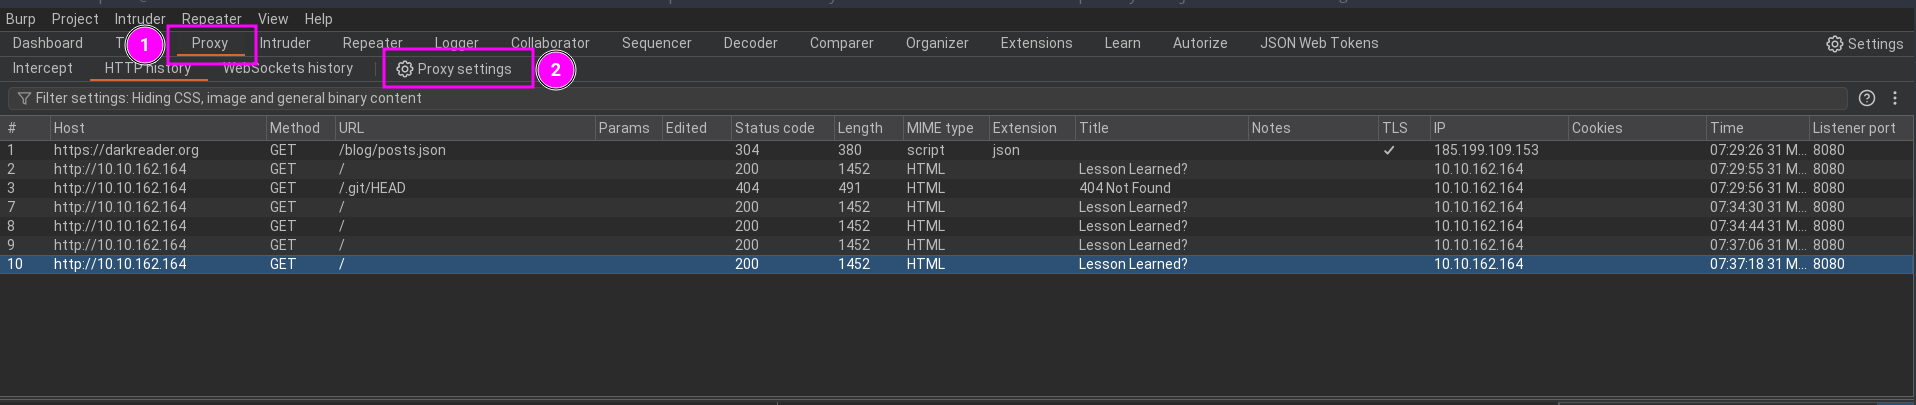 Burp Project Intruder Repeater View Help
Dashboard T 1 Proxy Intruder Repeater Logger Collaborator Sequencer Decoder Comparer Organizer Extensions Learn Autorize JSON Web Tokens Settings
Intercept HTTP history WebSockets history Proxy settings 2
Filter settings: Hiding CSS, image and general binary content
# Host Method URL Params Edited Status code Length MIME type Extension Title Notes TLS IP Cookies Time Listener port
1 https://darkreader.org GET /blog/posts.json 304 380 script json ✓ 185.199.109.153 07:29:26 31 M... 8080
2 http://10.10.162.164 GET / 200 1452 HTML Lesson Learned? 10.10.162.164 07:29:55 31 M... 8080
3 http://10.10.162.164 GET /.git/HEAD 404 491 HTML 404 Not Found 10.10.162.164 07:29:56 31 M... 8080
7 http://10.10.162.164 GET / 200 1452 HTML Lesson Learned? 10.10.162.164 07:34:30 31 M... 8080
8 http://10.10.162.164 GET / 200 1452 HTML Lesson Learned? 10.10.162.164 07:34:44 31 M... 8080
9 http://10.10.162.164 GET / 200 1452 HTML Lesson Learned? 10.10.162.164 07:37:06 31 M... 8080
10 http://10.10.162.164 GET / 200 1452 HTML Lesson Learned? 10.10.162.164 07:37:18 31 M... 8080